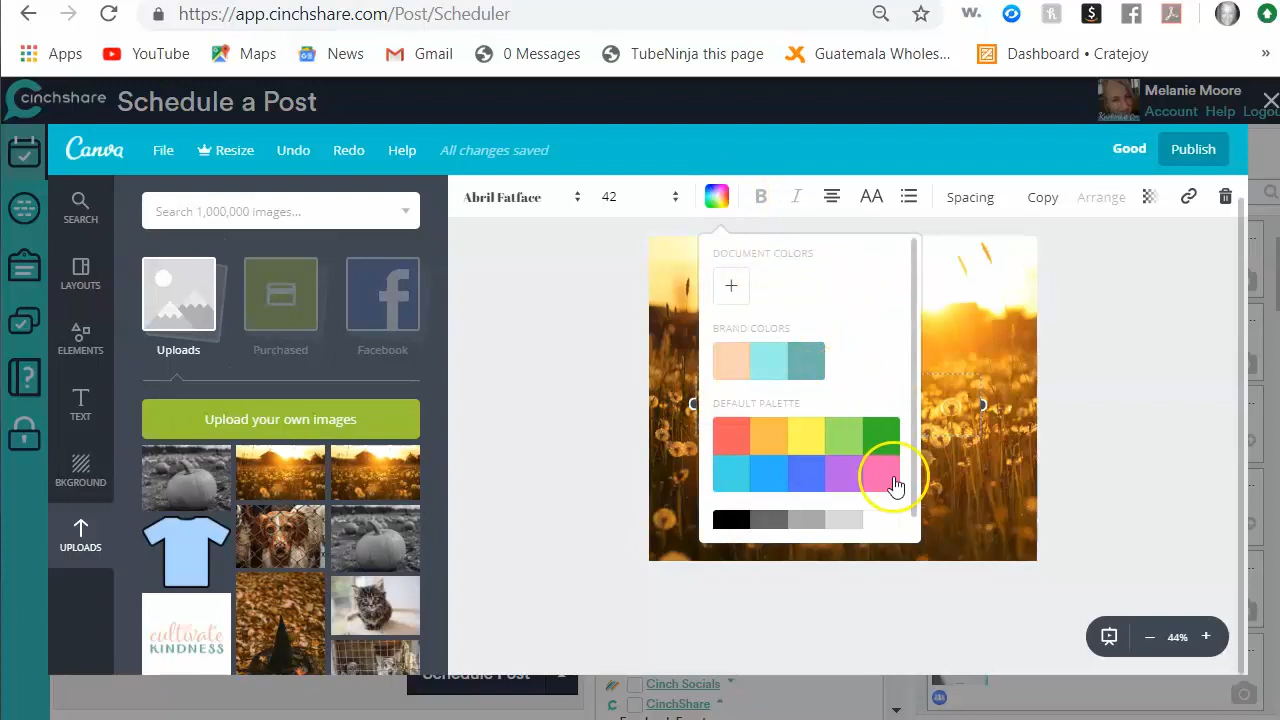 https://app.cinchshare.com/Post/Scheduler
w.
Apps YouTube Maps News Gmail 0 Messages TubeNinja this page Guatemala Wholes... Dashboard • Cratejoy »
cinchshare Schedule a Post
Melanie Moore
Account Help Logou
Canva File Resize Undo Redo Help All changes saved Good Publish
SEARCH
LAYOUTS
ELEMENTS
TEXT
BKGROUND
UPLOADS
Search 1,000,000 images...
Uploads Purchased Facebook
Upload your own images
cultivate
KINDNESS
Abril Fatface 42 B I AA Spacing Copy Arrange
DOCUMENT COLORS
+
BRAND COLORS
DEFAULT PALETTE
44%
Schedule Post
Cinch Socials
CinchShare